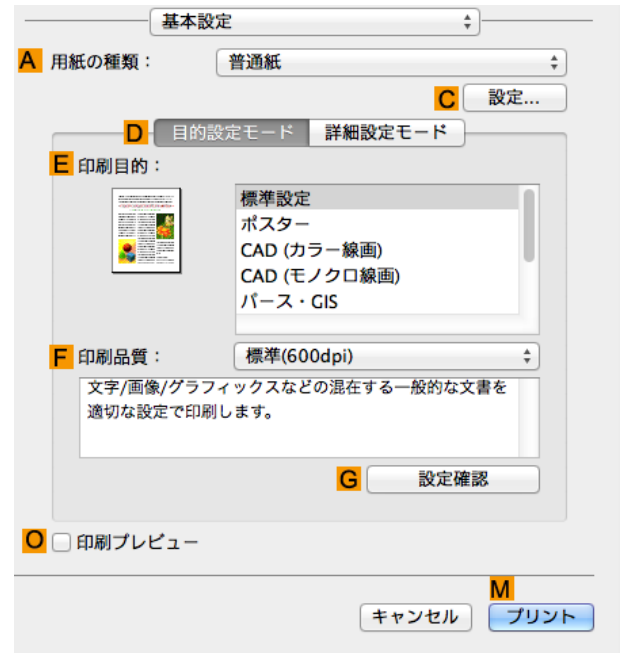 基本設定
A 用紙の種類： 普通紙
C 設定...
D 目的設定モード 詳細設定モード
E 印刷目的：
標準設定
ポスター
CAD (カラー線画)
CAD (モノクロ線画)
パース・GIS
F 印刷品質： 標準(600dpi)
文字/画像/グラフィックスなどの混在する一般的な文書を
適切な設定で印刷します。
G 設定確認
O 印刷プレビュー
M
キャンセル プリント